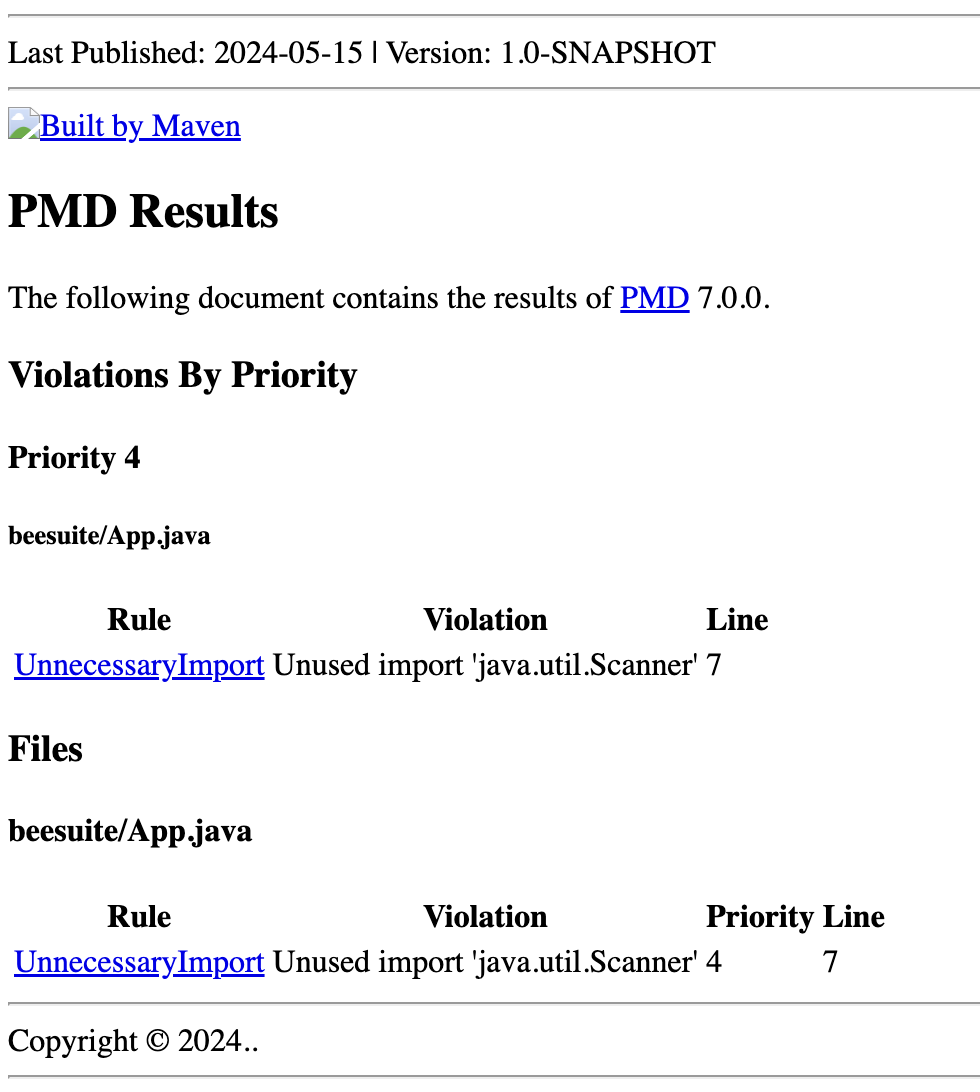 Last Published: 2024-05-15 | Version: 1.0-SNAPSHOT
Built by Maven
PMD Results
The following document contains the results of PMD 7.0.0.
Violations By Priority
Priority 4
beesuite/App.java
Rule Violation Line
UnnecessaryImport Unused import 'java.util.Scanner' 7
Files
beesuite/App.java
Rule Violation Priority Line
UnnecessaryImport Unused import 'java.util.Scanner' 4 7
Copyright © 2024..